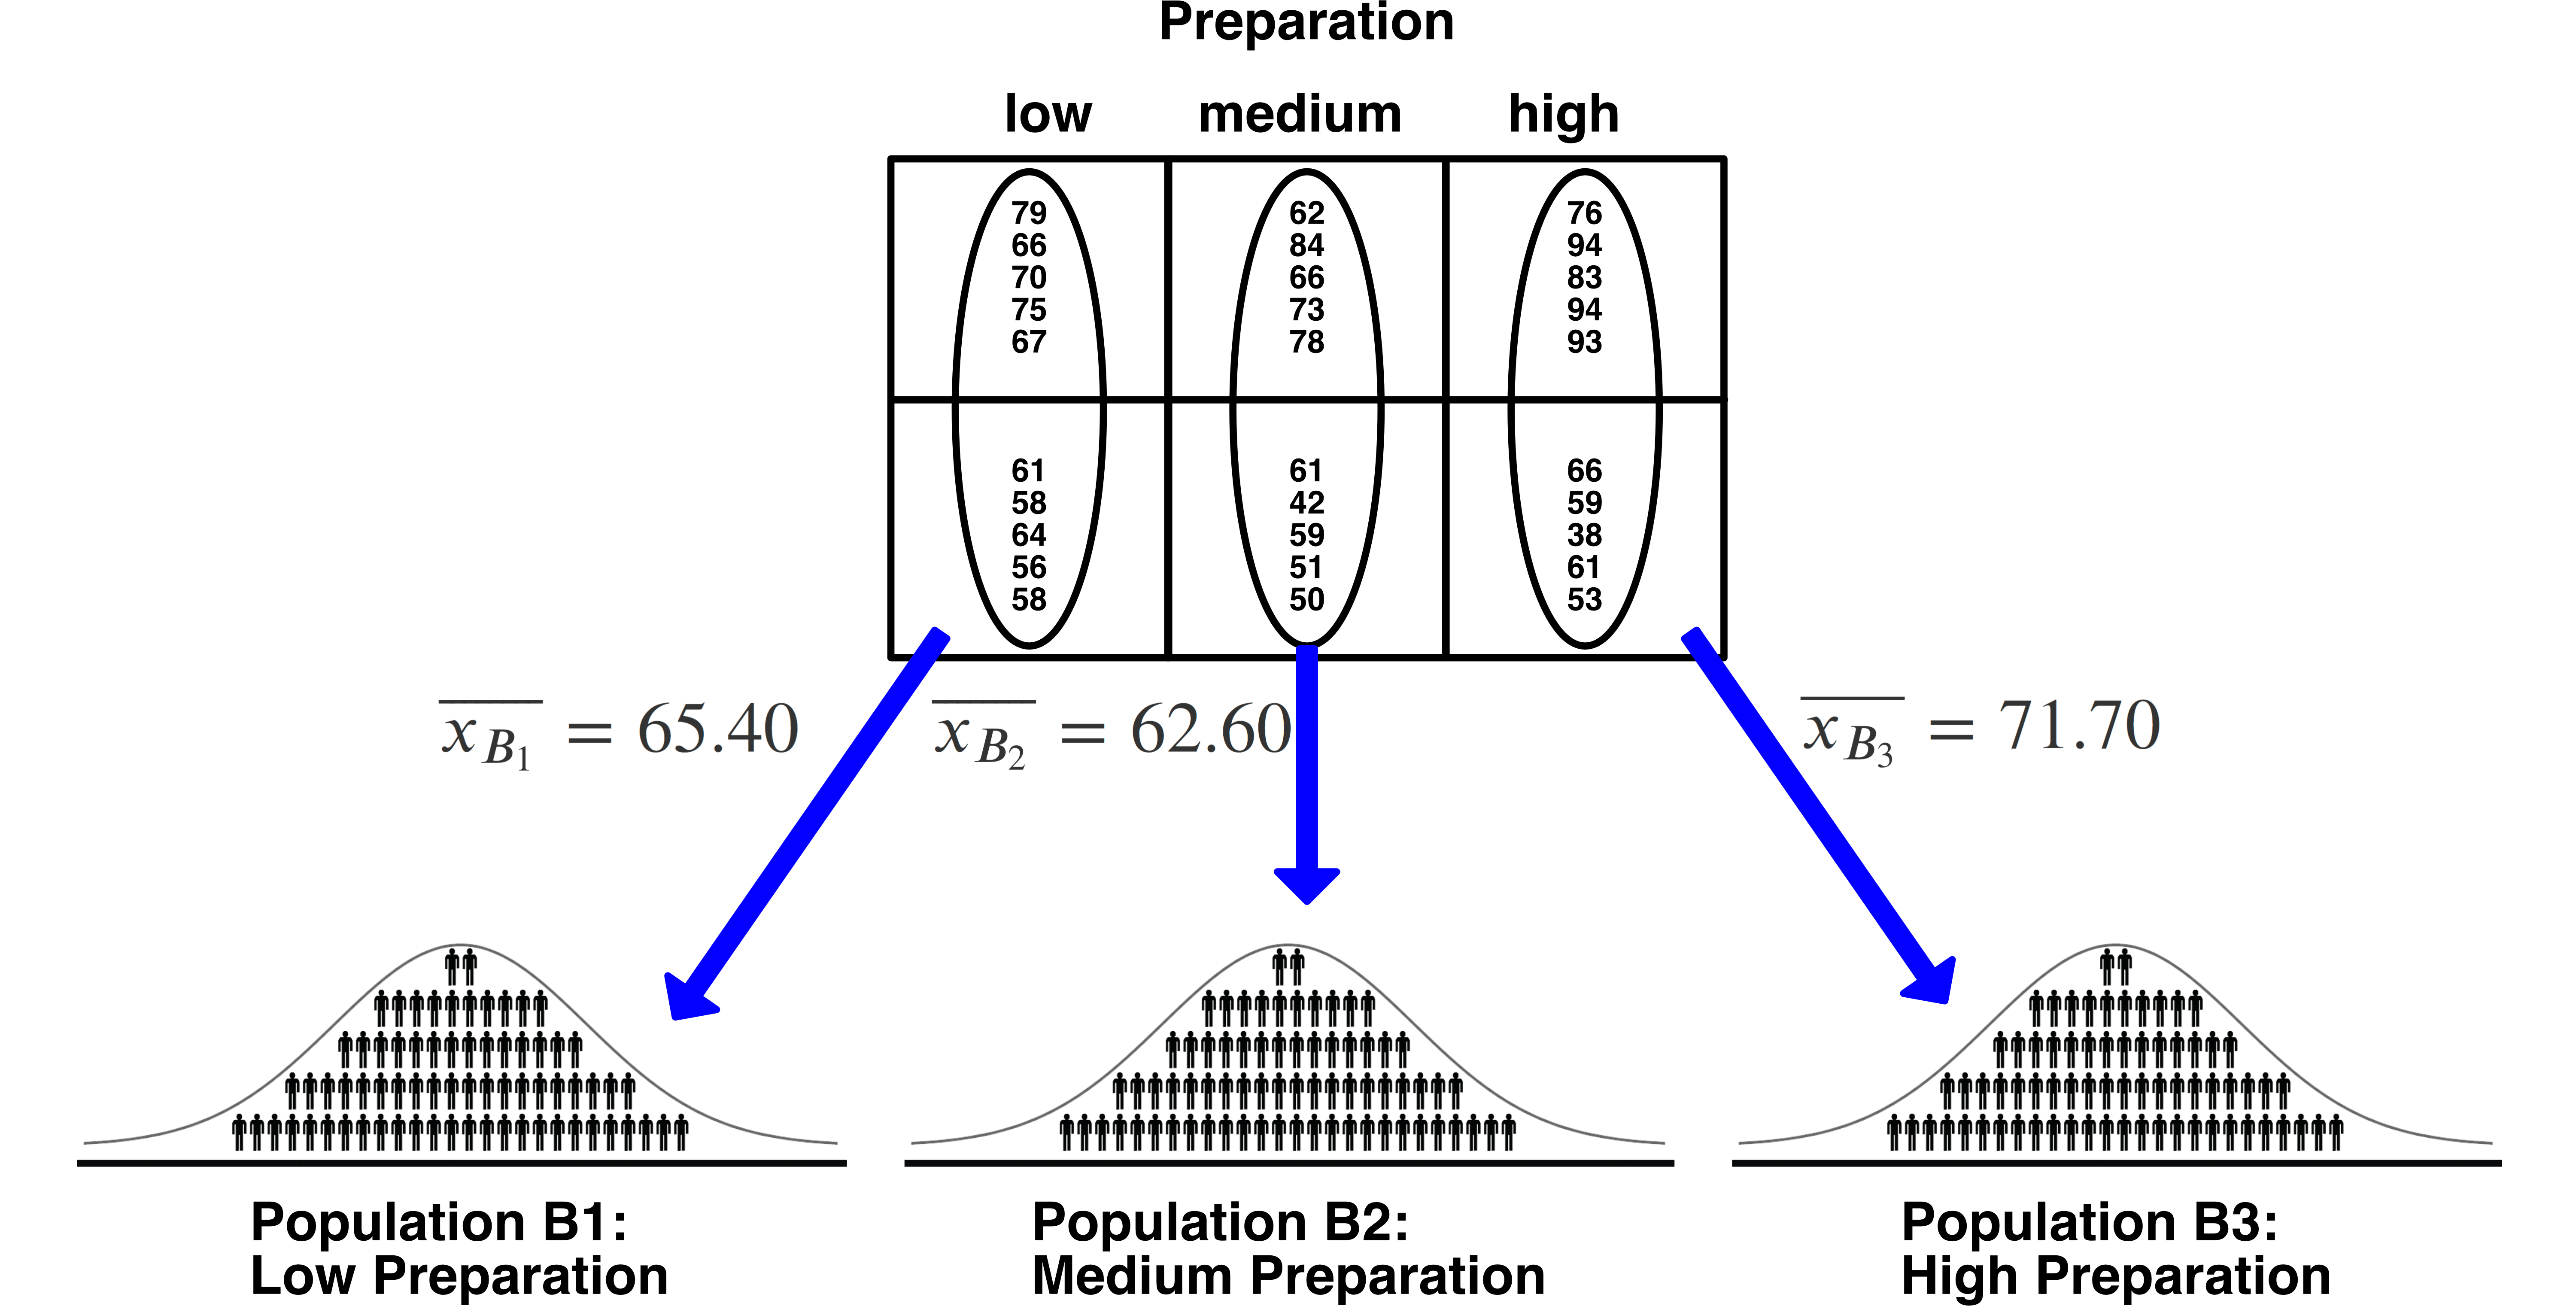 Preparation
low medium high
79 62 76
66 84 94
70 66 83
75 73 94
67 78 93
61 61 66
58 42 59
64 59 38
56 51 61
58 50 53
$\overline{x_{B_1}} = 65.40$ $\overline{x_{B_2}} = 62.60$ $\overline{x_{B_3}} = 71.70$
Population B1: Population B2: Population B3:
Low Preparation Medium Preparation High Preparation